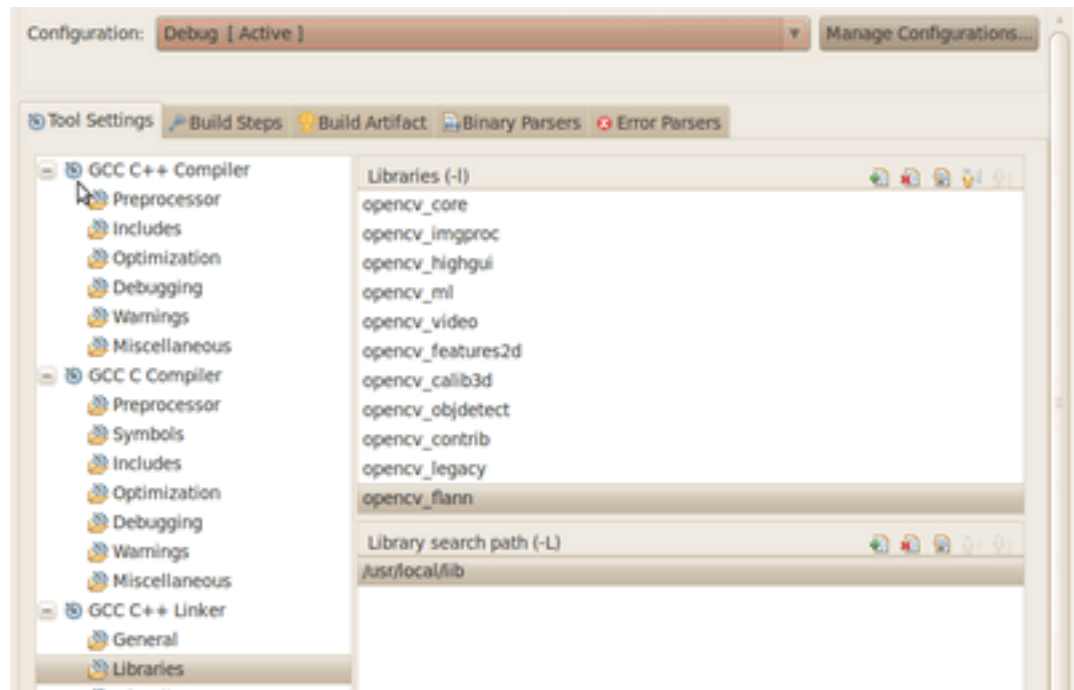 Configuration: Debug [ Active ] Manage Configurations...
Tool Settings Build Steps Build Artifact Binary Parsers Error Parsers
GCC C++ Compiler
Preprocessor
Includes
Optimization
Debugging
Warnings
Miscellaneous
GCC C Compiler
Preprocessor
Symbols
Includes
Optimization
Debugging
Warnings
Miscellaneous
GCC C++ Linker
General
Libraries
Libraries (-l)
opencv_core
opencv_imgproc
opencv_highgui
opencv_ml
opencv_video
opencv_features2d
opencv_calib3d
opencv_objdetect
opencv_contrib
opencv_legacy
opencv_flann
Library search path (-L)
/usr/local/lib